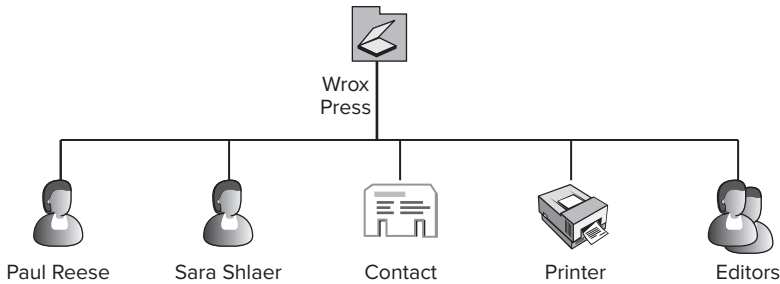 Wrox
Press
Paul Reese
Sara Shlaer
Contact
Printer
Editors